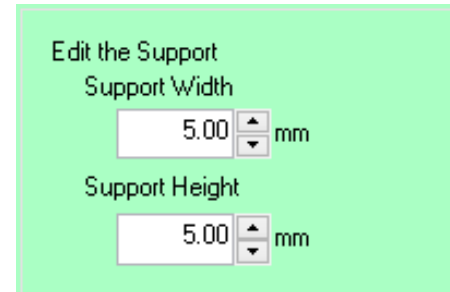 Edit the Support
Support Width
5.00 mm
Support Height
5.00 mm